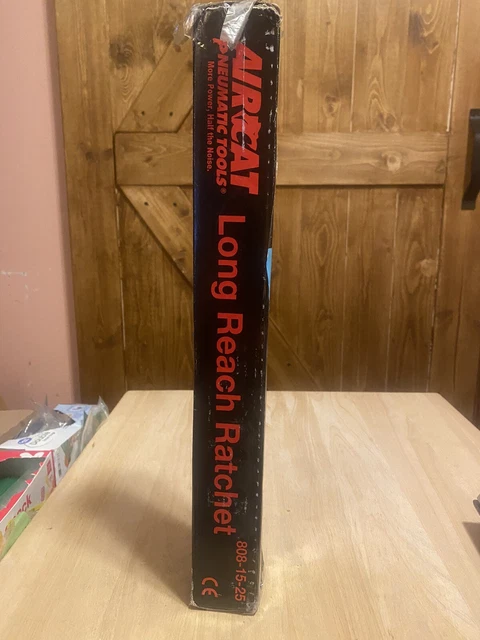 AIRCAT
PNEUMATIC TOOLS®
More Power, Half the Noise.
Long Reach Ratchet
808-15-25
CE